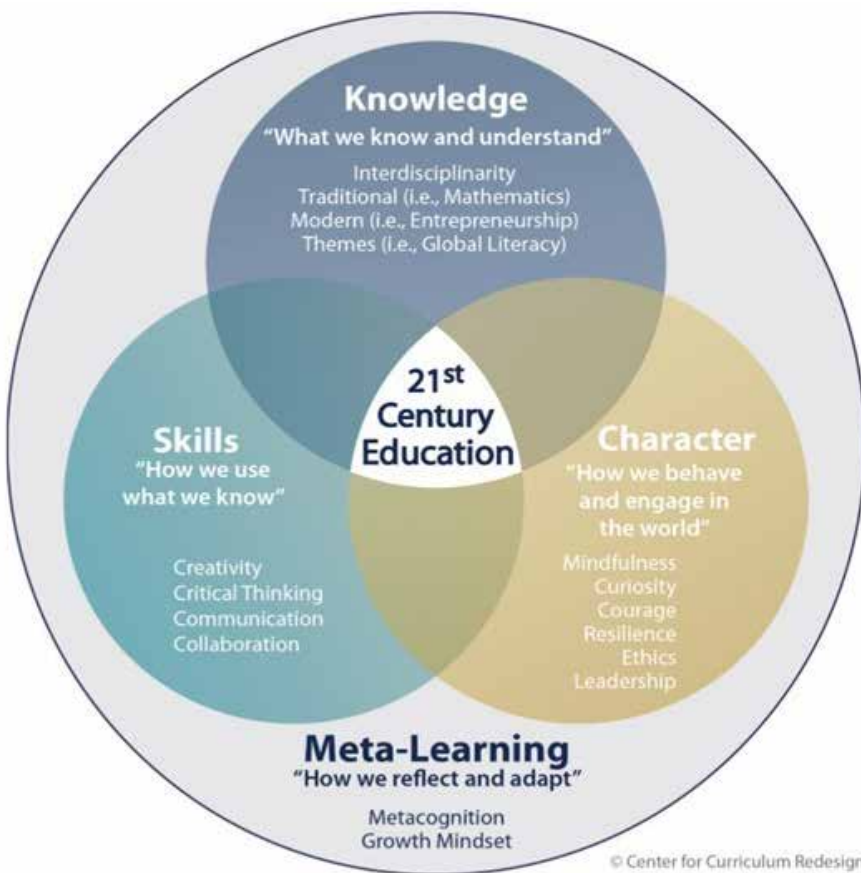 Knowledge
"What we know and understand"
Interdisciplinarity
Traditional (i.e., Mathematics)
Modern (i.e., Entrepreneurship)
Themes (i.e., Global Literacy)
21st
Century
Education
Skills
"How we use
what we know"
Creativity
Critical Thinking
Communication
Collaboration
Character
"How we behave
and engage in
the world"
Mindfulness
Curiosity
Courage
Resilience
Ethics
Leadership
Meta-Learning
"How we reflect and adapt"
Metacognition
Growth Mindset
© Center for Curriculum Redesign